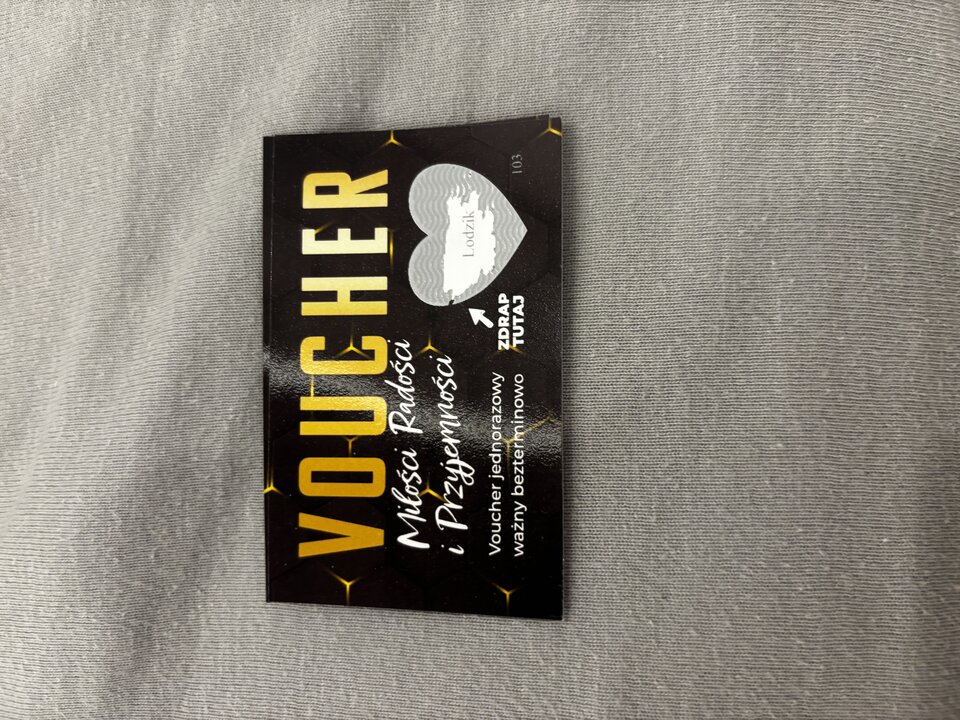 VOUCHER
Miłości Radości
i Przyjemności
Lodzik
ZDRAP
TUTAJ
Voucher jednorazowy
ważny bezterminowo
103